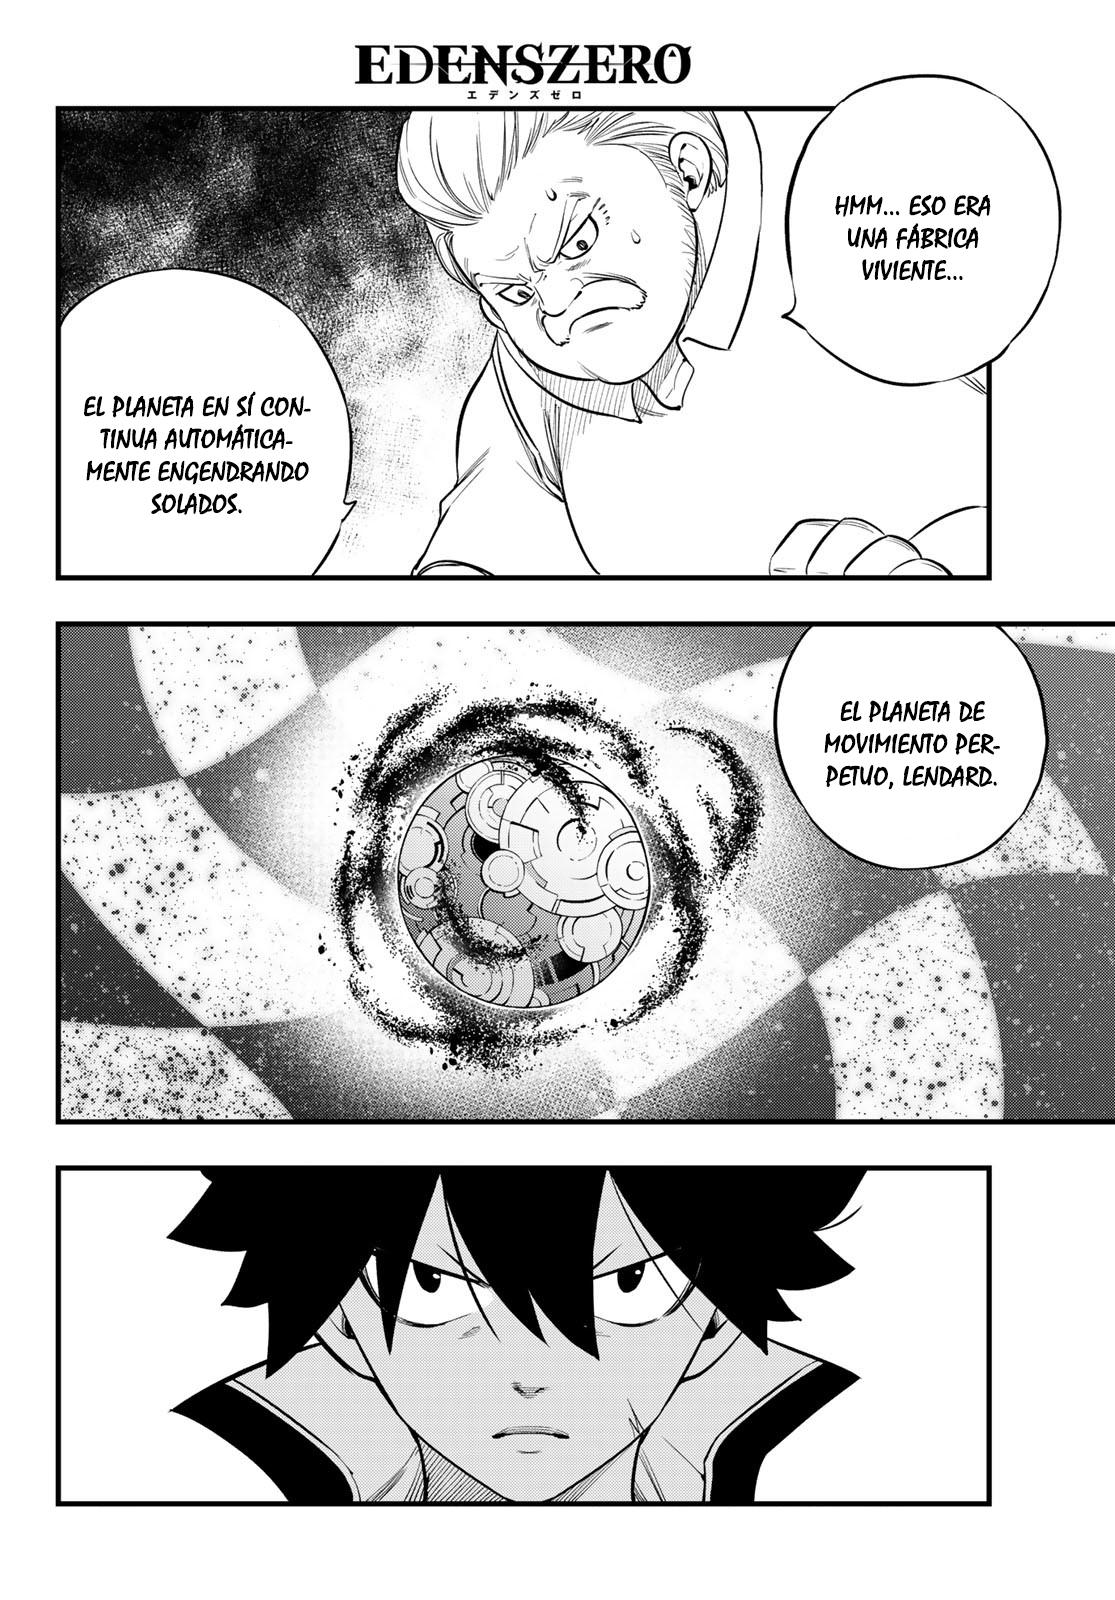 EDENSZERO
エデンズゼロ
HMM... ESO ERA
UNA FÁBRICA
VIVIENTE...
EL PLANETA EN SÍ CON-
TINUA AUTOMÁTICA-
MENTE ENGENDRANDO
SOLADOS.
EL PLANETA DE
MOVIMIENTO PER-
PETUO, LENDARD.